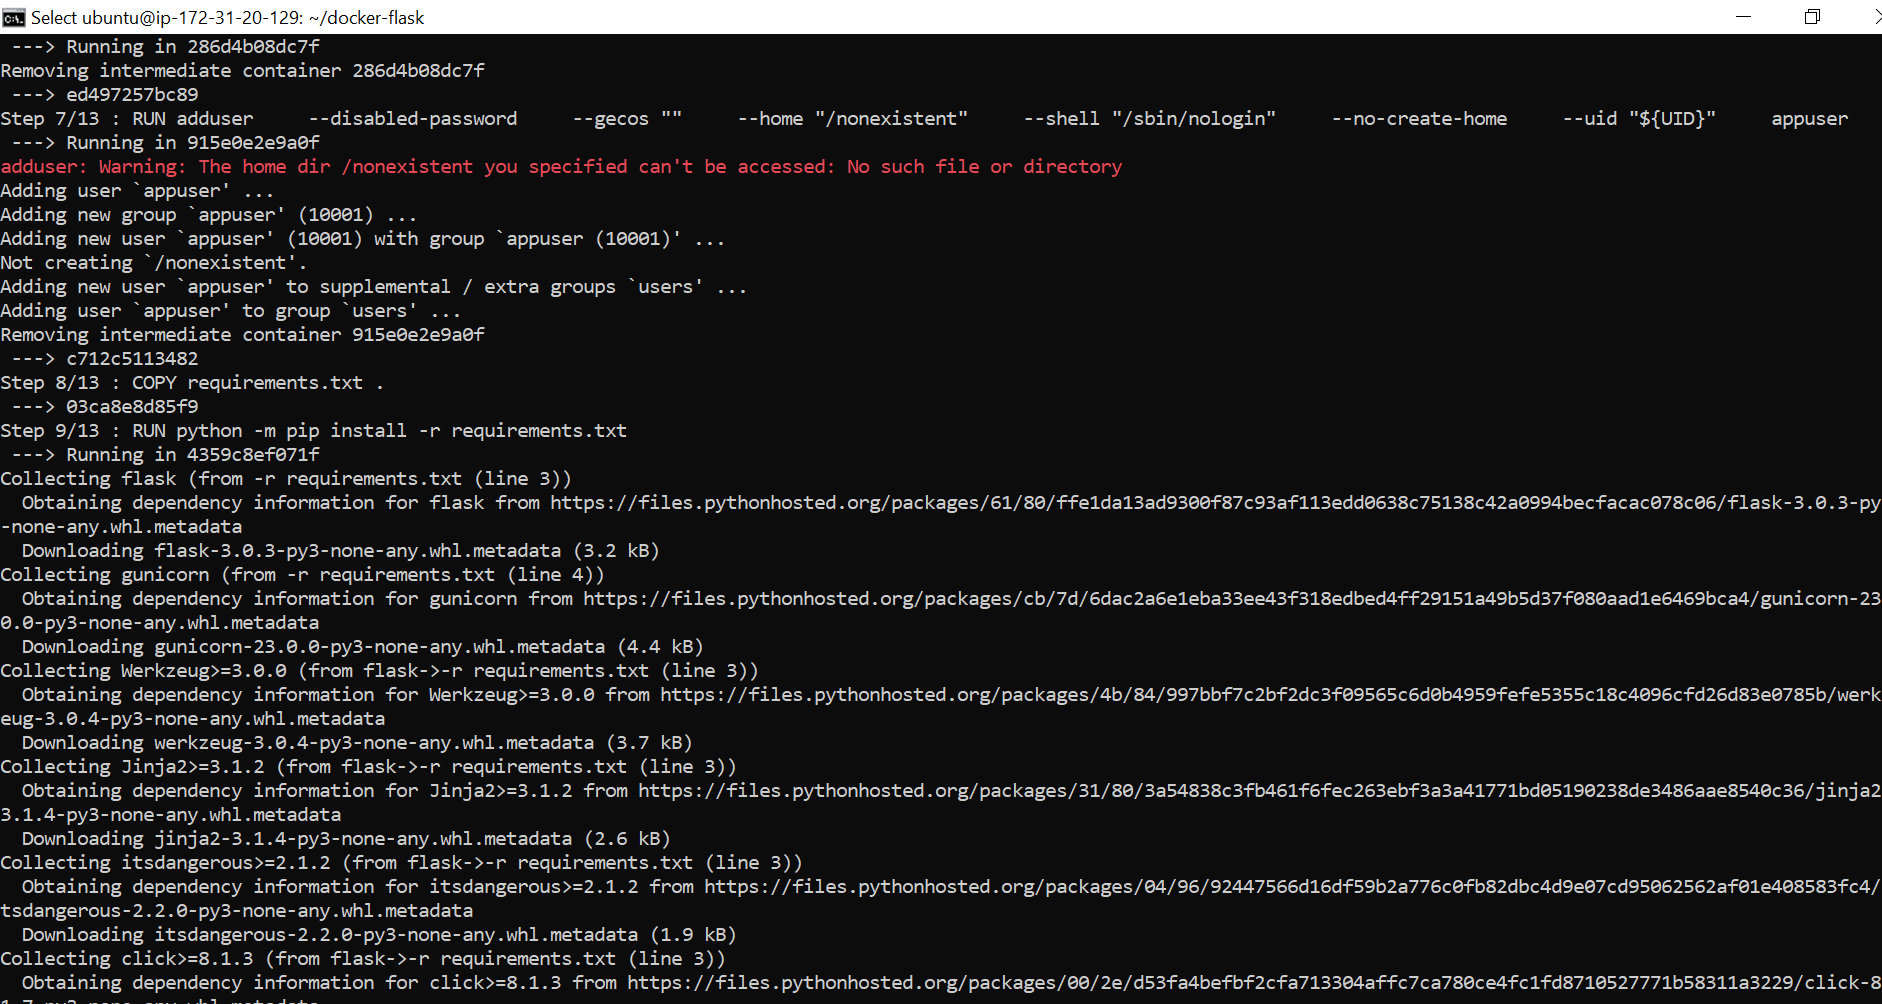 Select ubuntu@ip-172-31-20-129: ~/docker-flask
---> Running in 286d4b08dc7f
Removing intermediate container 286d4b08dc7f
---> ed497257bc89
Step 7/13 : RUN adduser     --disabled-password     --gecos ""     --home "/nonexistent"     --shell "/sbin/nologin"     --no-create-home     --uid "${UID}"     appuser
---> Running in 915e0e2e9a0f
adduser: Warning: The home dir /nonexistent you specified can't be accessed: No such file or directory
Adding user `appuser' ...
Adding new group `appuser' (10001) ...
Adding new user `appuser' (10001) with group `appuser (10001)' ...
Not creating `/nonexistent'.
Adding new user `appuser' to supplemental / extra groups `users' ...
Adding user `appuser' to group `users' ...
Removing intermediate container 915e0e2e9a0f
---> c712c5113482
Step 8/13 : COPY requirements.txt .
---> 03ca8e8d85f9
Step 9/13 : RUN python -m pip install -r requirements.txt
---> Running in 4359c8ef071f
Collecting flask (from -r requirements.txt (line 3))
  Obtaining dependency information for flask from https://files.pythonhosted.org/packages/61/80/ffe1da13ad9300f87c93af113edd0638c75138c42a0994becfacac078c06/flask-3.0.3-py
-none-any.whl.metadata
  Downloading flask-3.0.3-py3-none-any.whl.metadata (3.2 kB)
Collecting gunicorn (from -r requirements.txt (line 4))
  Obtaining dependency information for gunicorn from https://files.pythonhosted.org/packages/cb/7d/6dac2a6e1eba33ee43f318edbed4ff29151a49b5d37f080aad1e6469bca4/gunicorn-23
0.0-py3-none-any.whl.metadata
  Downloading gunicorn-23.0.0-py3-none-any.whl.metadata (4.4 kB)
Collecting Werkzeug>=3.0.0 (from flask->-r requirements.txt (line 3))
  Obtaining dependency information for Werkzeug>=3.0.0 from https://files.pythonhosted.org/packages/4b/84/997bbf7c2bf2dc3f09565c6d0b4959fefe5355c18c4096cfd26d83e0785b/werk
eug-3.0.4-py3-none-any.whl.metadata
  Downloading werkzeug-3.0.4-py3-none-any.whl.metadata (3.7 kB)
Collecting Jinja2>=3.1.2 (from flask->-r requirements.txt (line 3))
  Obtaining dependency information for Jinja2>=3.1.2 from https://files.pythonhosted.org/packages/31/80/3a54838c3fb461f6fec263ebf3a3a41771bd05190238de3486aae8540c36/jinja2
3.1.4-py3-none-any.whl.metadata
  Downloading jinja2-3.1.4-py3-none-any.whl.metadata (2.6 kB)
Collecting itsdangerous>=2.1.2 (from flask->-r requirements.txt (line 3))
  Obtaining dependency information for itsdangerous>=2.1.2 from https://files.pythonhosted.org/packages/04/96/92447566d16df59b2a776c0fb82dbc4d9e07cd95062562af01e408583fc4/
tsdangerous-2.2.0-py3-none-any.whl.metadata
  Downloading itsdangerous-2.2.0-py3-none-any.whl.metadata (1.9 kB)
Collecting click>=8.1.3 (from flask->-r requirements.txt (line 3))
  Obtaining dependency information for click>=8.1.3 from https://files.pythonhosted.org/packages/00/2e/d53fa4befbf2cfa713304affc7ca780ce4fc1fd8710527771b58311a3229/click-8